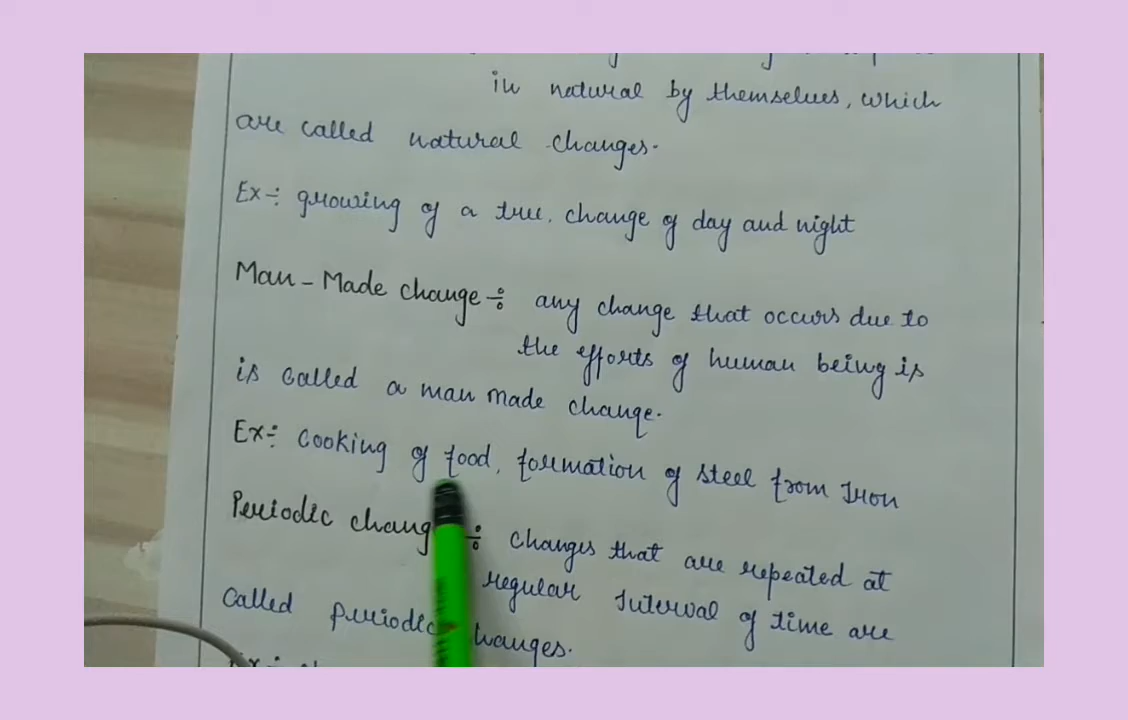 in natural by themselves, which
are called natural changes.
Ex÷ growing of a tree, change of day and night
Man-Made change÷ any change that occurs due to
the efforts of human being is
is called a man made change.
Ex÷ cooking of food, formation of steel from Iron
Periodic chang ÷ changes that are repeated at
regular Interval of time are
called periodic hanges.
Ex÷